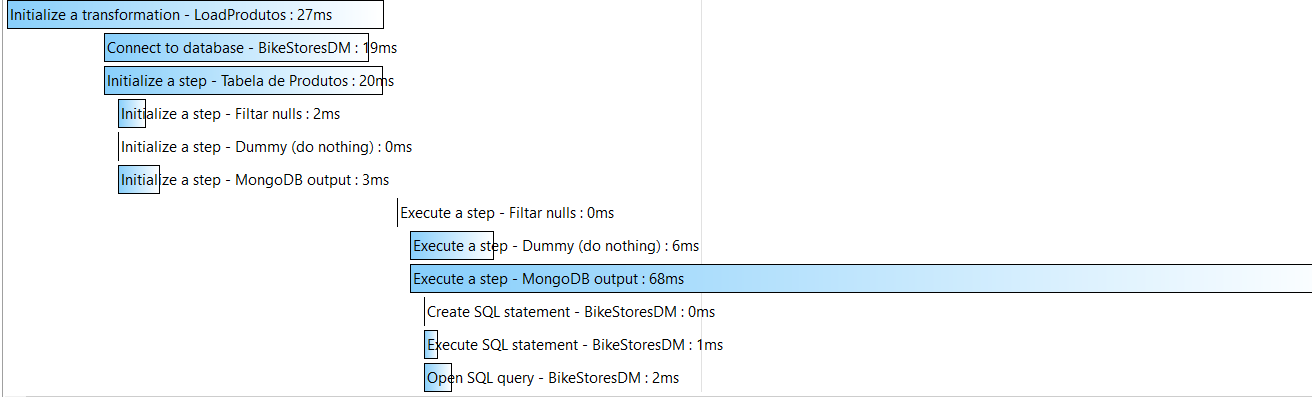 Initialize a transformation - LoadProdutos : 27ms
Connect to database - BikeStoresDM : 19ms
Initialize a step - Tabela de Produtos : 20ms
Initialize a step - Filtar nulls : 2ms
Initialize a step - Dummy (do nothing) : 0ms
Initialize a step - MongoDB output : 3ms
Execute a step - Filtar nulls : 0ms
Execute a step - Dummy (do nothing) : 6ms
Execute a step - MongoDB output : 68ms
Create SQL statement - BikeStoresDM : 0ms
Execute SQL statement - BikeStoresDM : 1ms
Open SQL query - BikeStoresDM : 2ms